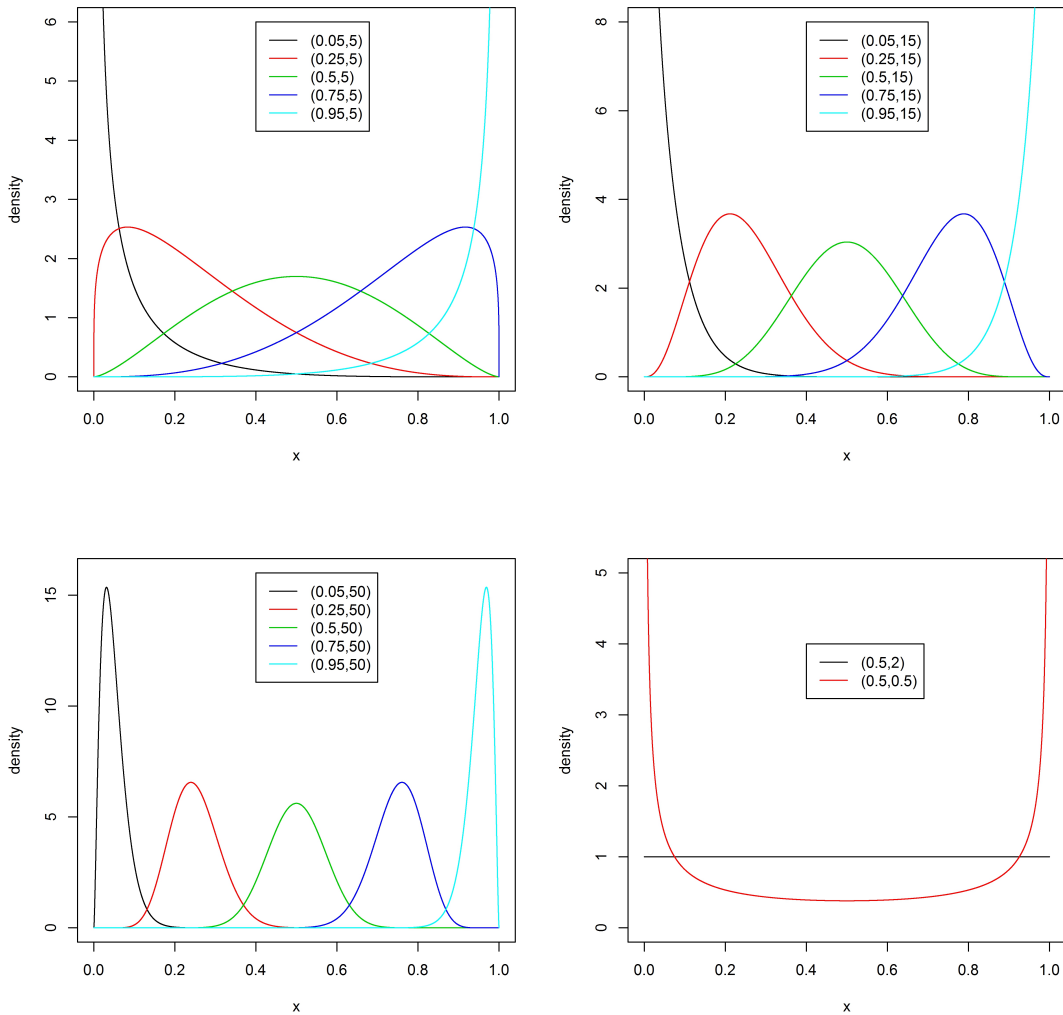 (0.05,5)
(0.25,5)
(0.5,5)
(0.75,5)
(0.95,5)
density
0 1 2 3 4 5 6
0.0 0.2 0.4 0.6 0.8 1.0
x
(0.05,15)
(0.25,15)
(0.5,15)
(0.75,15)
(0.95,15)
density
0 2 4 6 8
0.0 0.2 0.4 0.6 0.8 1.0
x
(0.05,50)
(0.25,50)
(0.5,50)
(0.75,50)
(0.95,50)
density
0 5 10 15
0.0 0.2 0.4 0.6 0.8 1.0
x
(0.5,2)
(0.5,0.5)
density
0 1 2 3 4 5
0.0 0.2 0.4 0.6 0.8 1.0
x